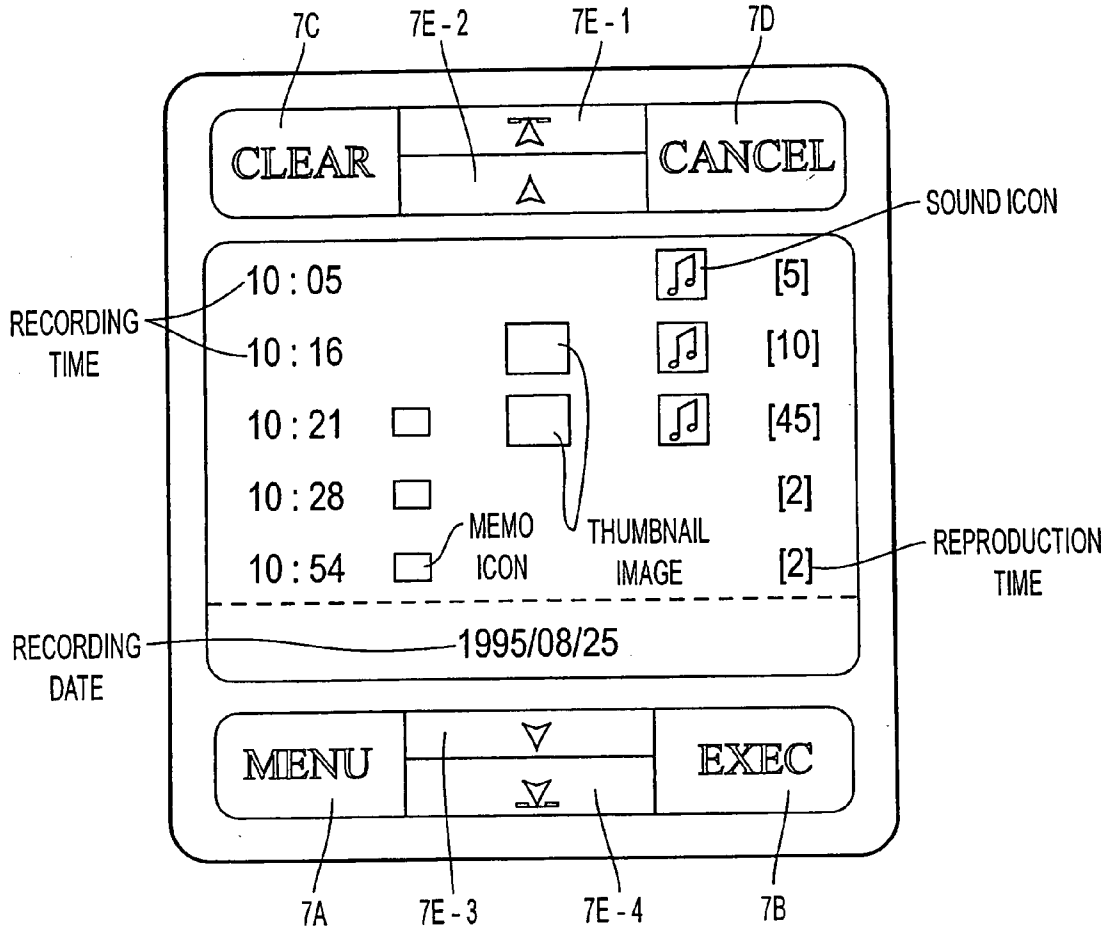 7C 7E - 2 7E - 1 7D
CLEAR CANCEL
SOUND ICON
10 : 05 [5]
RECORDING TIME
10 : 16 [10]
10 : 21 [45]
10 : 28 [2]
MEMO ICON
THUMBNAIL IMAGE
REPRODUCTION TIME
10 : 54 [2]
RECORDING DATE
1995/08/25
MENU EXEC
7A 7E - 3 7E - 4 7B